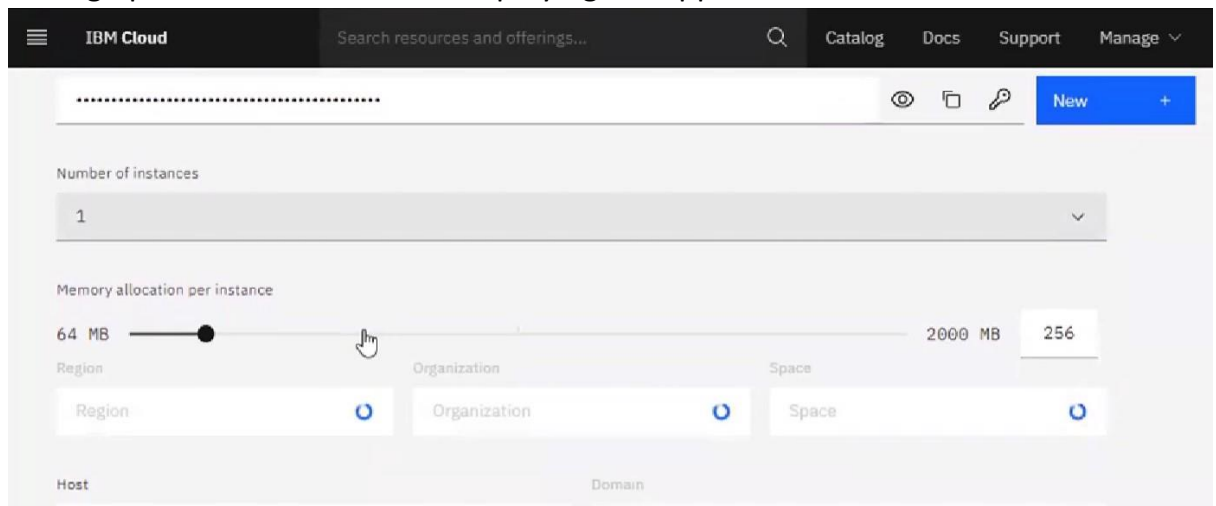 IBM Cloud Search resources and offerings... Catalog Docs Support Manage
••••••••••••••••••••••••••••••••••••••••••••
New +
Number of instances
1
Memory allocation per instance
64 MB 2000 MB 256
Region Organization Space
Region Organization Space
Host Domain